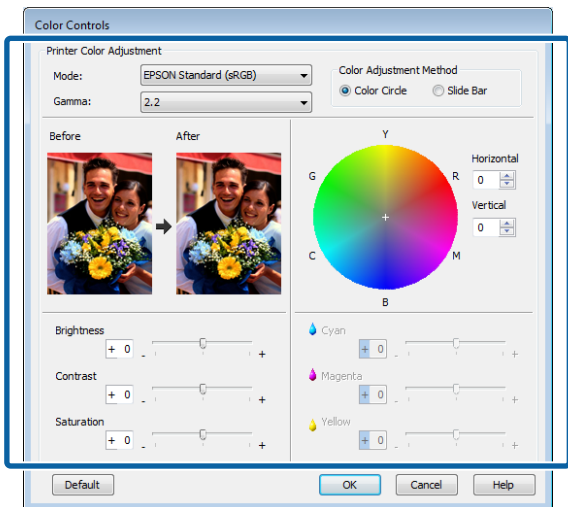 Color Controls
Printer Color Adjustment
Mode: EPSON Standard (sRGB)
Gamma: 2.2
Color Adjustment Method
Color Circle Slide Bar
Before After
Y
G R
C M
B
Horizontal
0
Vertical
0
Brightness
+ 0 - +
Contrast
+ 0 - +
Saturation
+ 0 - +
Cyan
+ 0 - +
Magenta
+ 0 - +
Yellow
+ 0 - +
Default OK Cancel Help